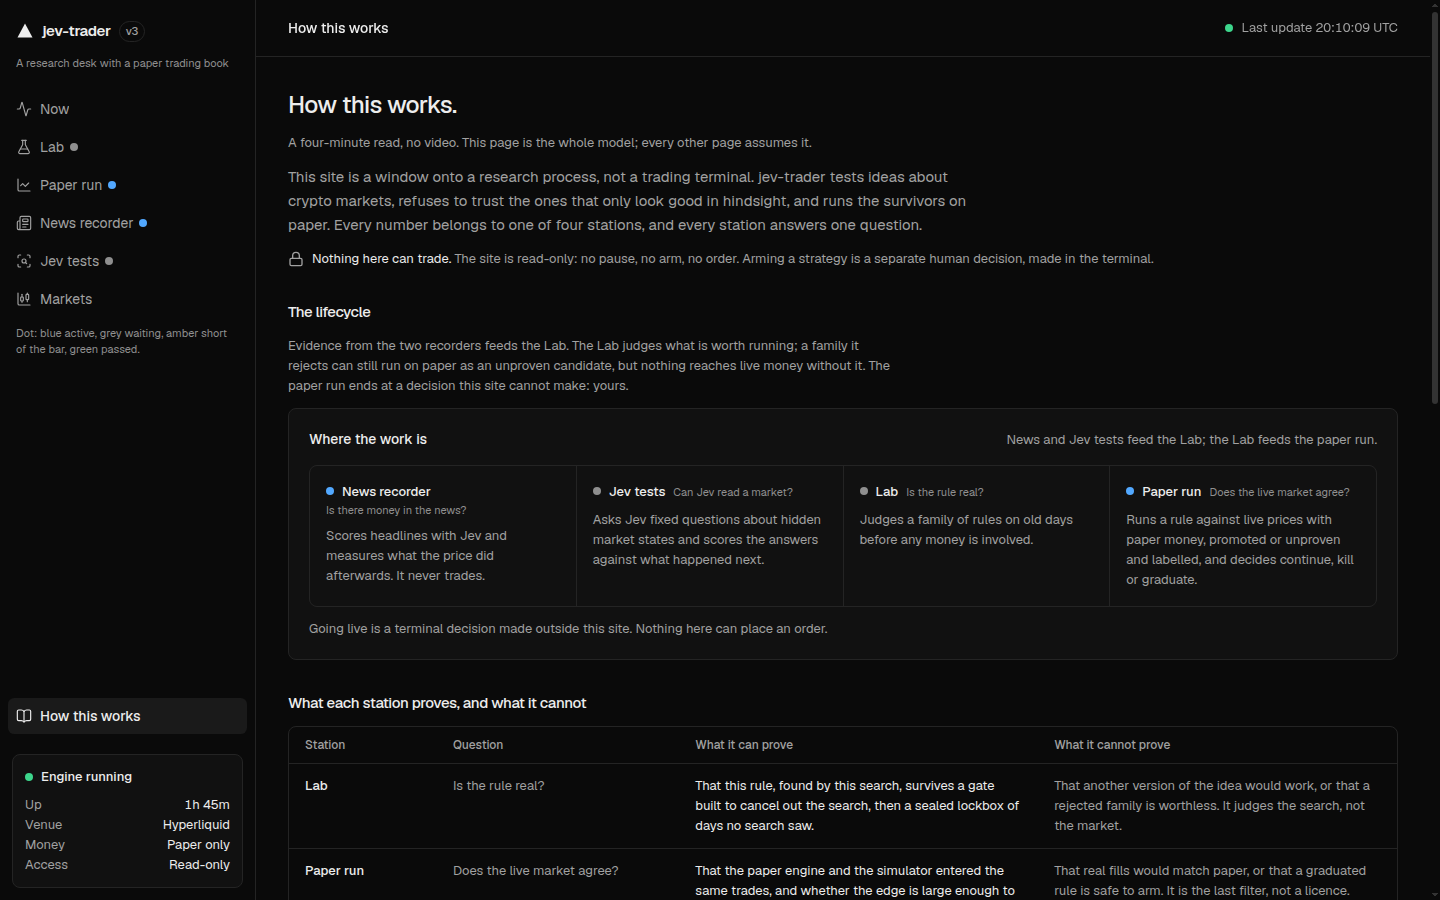 jev-trader v3
A research desk with a paper trading book
Now
Lab
Paper run
News recorder
Jev tests
Markets
Dot: blue active, grey waiting, amber short
of the bar, green passed.
How this works
Engine running
Up 1h 45m
Venue Hyperliquid
Money Paper only
Access Read-only
How this works
Last update 20:10:09 UTC
How this works.
A four-minute read, no video. This page is the whole model; every other page assumes it.
This site is a window onto a research process, not a trading terminal. jev-trader tests ideas about
crypto markets, refuses to trust the ones that only look good in hindsight, and runs the survivors on
paper. Every number belongs to one of four stations, and every station answers one question.
Nothing here can trade. The site is read-only: no pause, no arm, no order. Arming a strategy is a separate human decision, made in the terminal.
The lifecycle
Evidence from the two recorders feeds the Lab. The Lab judges what is worth running; a family it
rejects can still run on paper as an unproven candidate, but nothing reaches live money without it. The
paper run ends at a decision this site cannot make: yours.
Where the work is
News and Jev tests feed the Lab; the Lab feeds the paper run.
News recorder
Is there money in the news?
Scores headlines with Jev and
measures what the price did
afterwards. It never trades.
Jev tests Can Jev read a market?
Asks Jev fixed questions about hidden
market states and scores the answers
against what happened next.
Lab Is the rule real?
Judges a family of rules on old days
before any money is involved.
Paper run Does the live market agree?
Runs a rule against live prices with
paper money, promoted or unproven
and labelled, and decides continue, kill
or graduate.
Going live is a terminal decision made outside this site. Nothing here can place an order.
What each station proves, and what it cannot
Station Question What it can prove What it cannot prove
Lab
Is the rule real?
That this rule, found by this search, survives a gate
built to cancel out the search, then a sealed lockbox of
days no search saw.
That another version of the idea would work, or that a
rejected family is worthless. It judges the search, not
the market.
Paper run
Does the live market agree?
That the paper engine and the simulator entered the
same trades, and whether the edge is large enough to
That real fills would match paper, or that a graduated
rule is safe to arm. It is the last filter, not a licence.